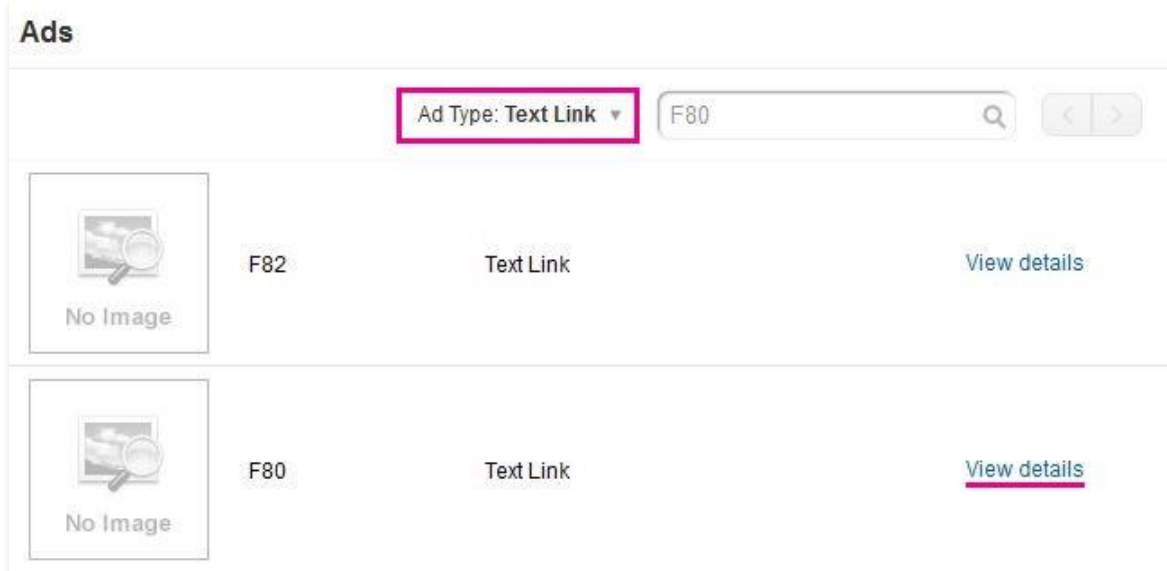 Ads
Ad Type: Text Link
F80
F82 Text Link View details
No Image
F80 Text Link View details
No Image